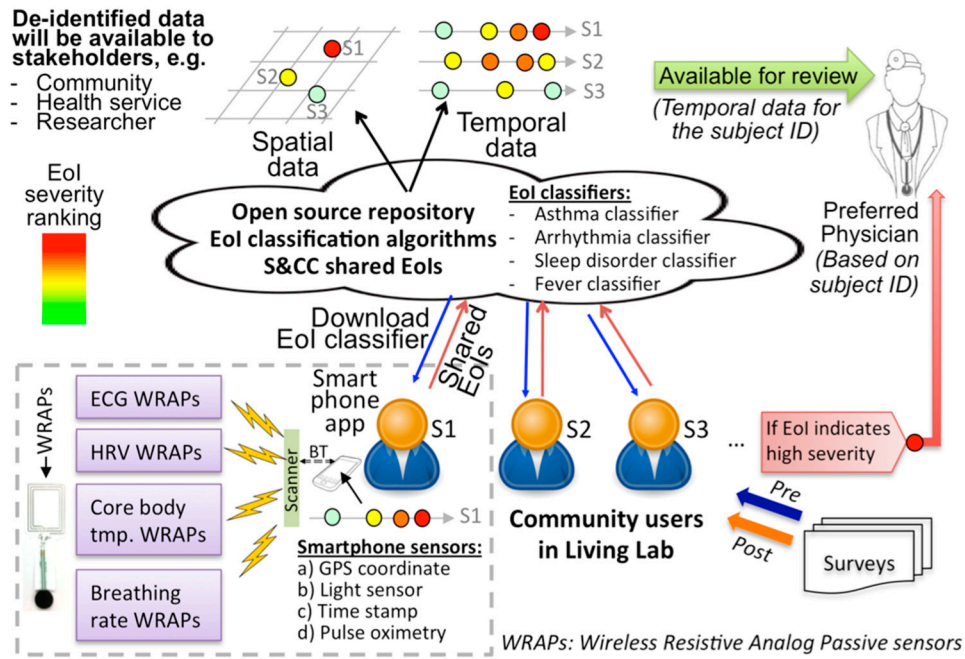 De-identified data
will be available to
stakeholders, e.g.
- Community
- Health service
- Researcher
S1
S2
S3
Spatial
data
S1
S2
S3
Temporal
data
Available for review
(Temporal data for
the subject ID)
EoI
severity
ranking
Open source repository
EoI classification algorithms
S&CC shared EoIs
EoI classifiers:
- Asthma classifier
- Arrhythmia classifier
- Sleep disorder classifier
- Fever classifier
Preferred
Physician
(Based on
subject ID)
Download
EoI classifier
Shared
EoIs
WRAPs
ECG WRAPs
HRV WRAPs
Core body
tmp. WRAPs
Breathing
rate WRAPs
Scanner
BT
Smart
phone
app
S1
S1
Smartphone sensors:
a) GPS coordinate
b) Light sensor
c) Time stamp
d) Pulse oximetry
S2
S3
...
If EoI indicates
high severity
Community users
in Living Lab
Pre
Post
Surveys
WRAPs: Wireless Resistive Analog Passive sensors